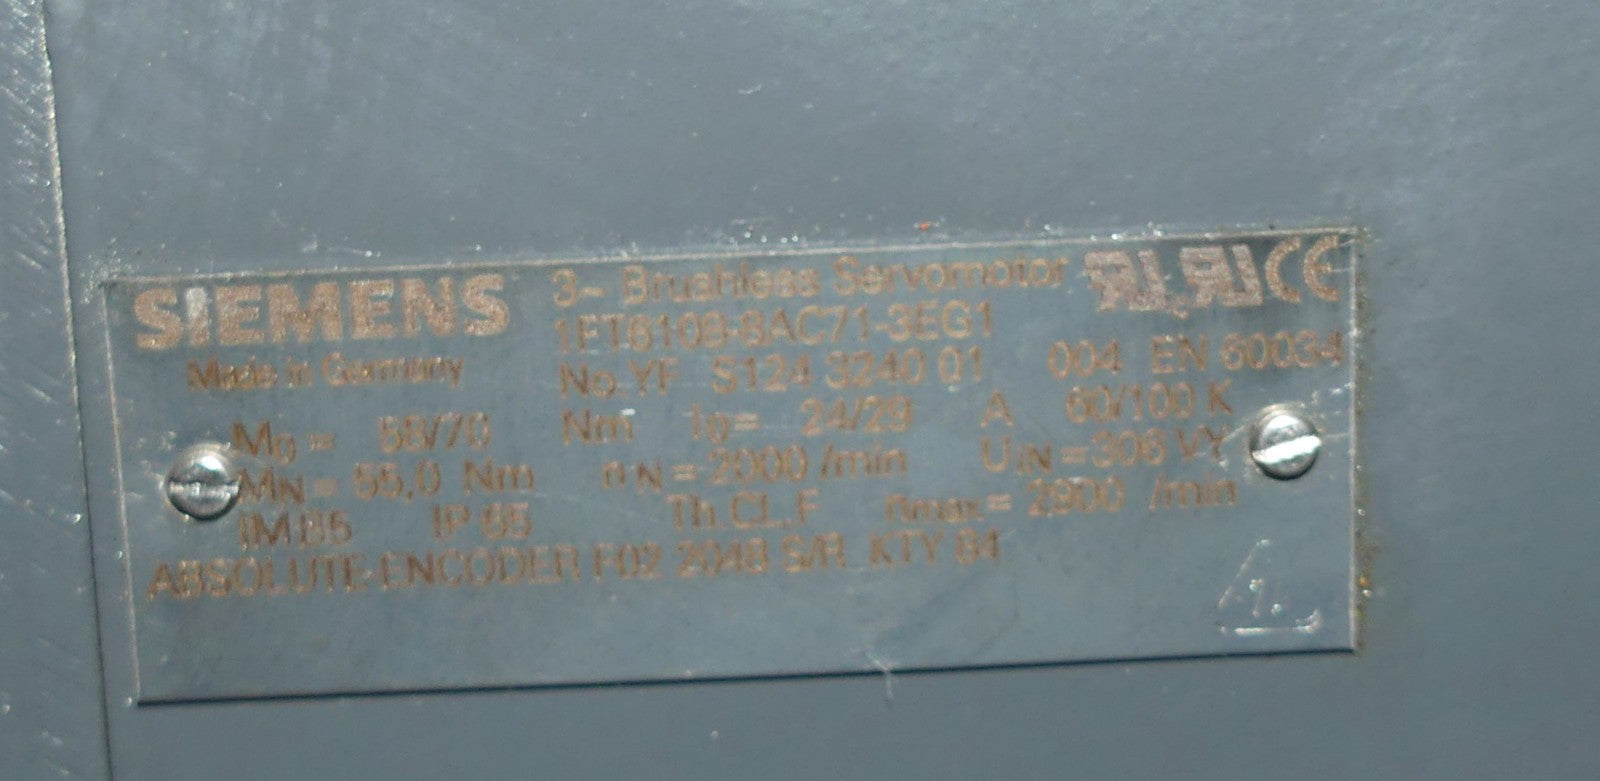 SIEMENS 3~ Brushless Servomotor
1FT6108-8AC71-3EG1
Made in Germany No.YF S124 3240 01 004 EN 60034
M0 = 58/70 Nm I0 = 24/29 A 60/100 K
MN = 55,0 Nm nN = 2000 /min UIN = 306 VY
IM B5 IP 65 Th.CL.F nmax = 2900 /min
ABSOLUTE-ENCODER F02 2048 S/R KTY 84